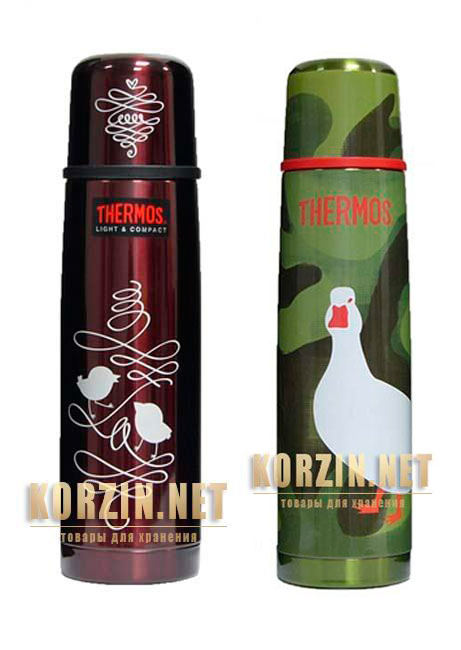 THERMOS
LIGHT & COMPACT
KORZIN.NET
товары для хранения
THERMOS
KORZIN.NET
товары для хранения